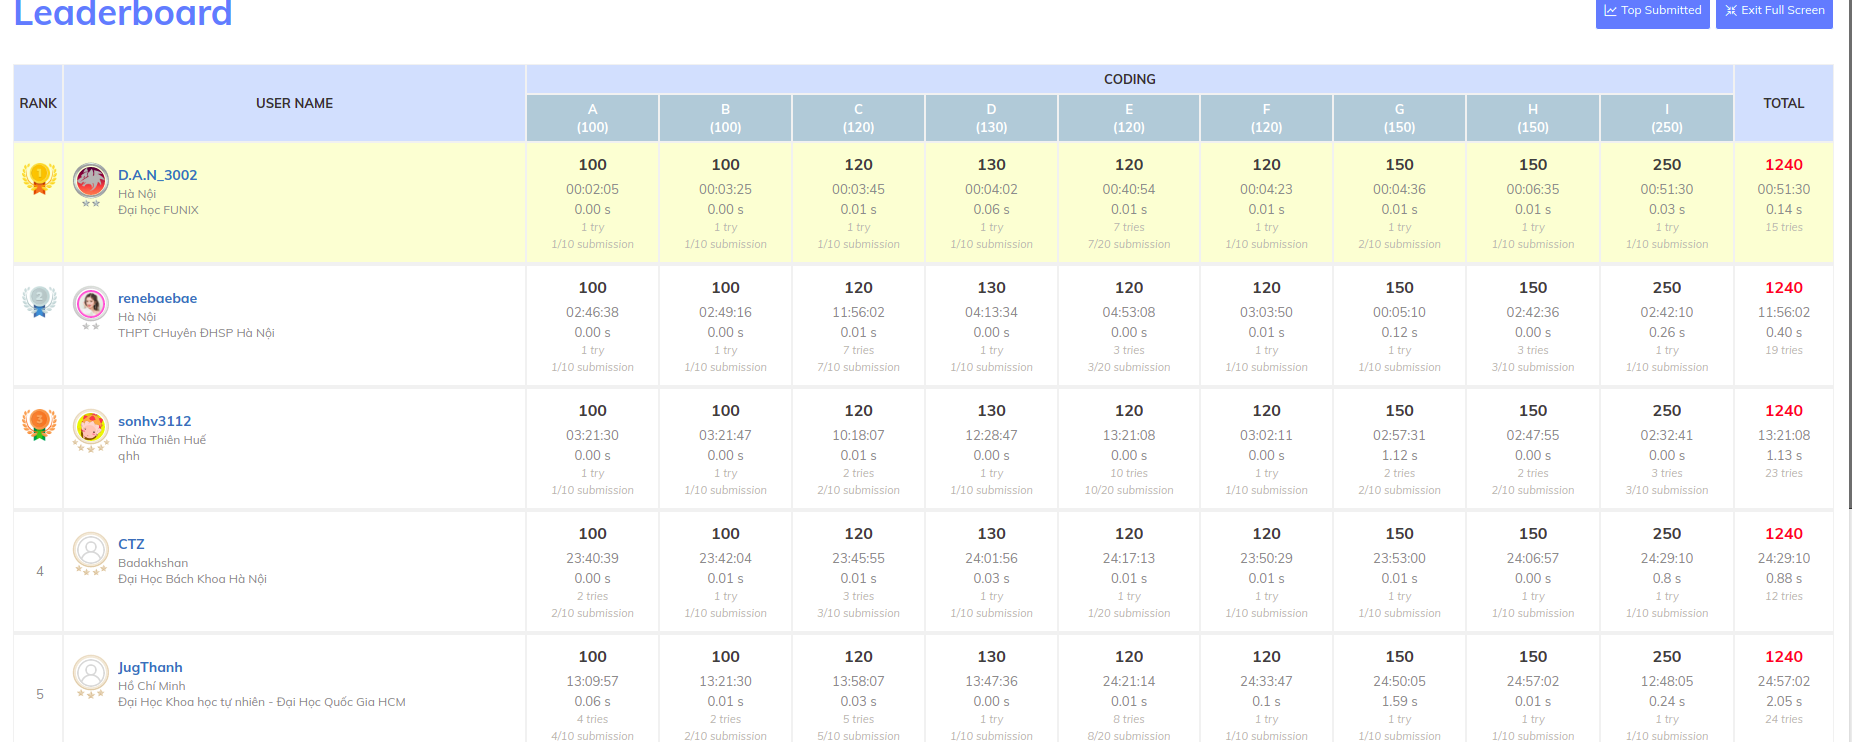 Leaderboard
Top Submitted
Exit Full Screen
RANK USER NAME CODING TOTAL
A B C D E F G H I
(100) (100) (120) (130) (120) (120) (150) (150) (250)
1
D.A.N_3002
Hà Nội
Đại học FUNIX
100 100 120 130 120 120 150 150 250 1240
00:02:05 00:03:25 00:03:45 00:04:02 00:40:54 00:04:23 00:04:36 00:06:35 00:51:30 00:51:30
0.00 s 0.00 s 0.01 s 0.06 s 0.01 s 0.01 s 0.01 s 0.01 s 0.03 s 0.14 s
1 try 1 try 1 try 1 try 7 tries 1 try 1 try 1 try 1 try 15 tries
1/10 submission 1/10 submission 1/10 submission 1/10 submission 7/20 submission 1/10 submission 2/10 submission 1/10 submission 1/10 submission
2
renebaebae
Hà Nội
THPT CHuyên ĐHSP Hà Nội
100 100 120 130 120 120 150 150 250 1240
02:46:38 02:49:16 11:56:02 04:13:34 04:53:08 03:03:50 00:05:10 02:42:36 02:42:10 11:56:02
0.00 s 0.00 s 0.01 s 0.00 s 0.00 s 0.01 s 0.12 s 0.00 s 0.26 s 0.40 s
1 try 1 try 7 tries 1 try 3 tries 1 try 1 try 3 tries 1 try 19 tries
1/10 submission 1/10 submission 7/10 submission 1/10 submission 3/20 submission 1/10 submission 1/10 submission 3/10 submission 1/10 submission
3
sonhv3112
Thừa Thiên Huế
qhh
100 100 120 130 120 120 150 150 250 1240
03:21:30 03:21:47 10:18:07 12:28:47 13:21:08 03:02:11 02:57:31 02:47:55 02:32:41 13:21:08
0.00 s 0.00 s 0.01 s 0.00 s 0.00 s 0.00 s 1.12 s 0.00 s 0.00 s 1.13 s
1 try 1 try 2 tries 1 try 10 tries 1 try 2 tries 2 tries 3 tries 23 tries
1/10 submission 1/10 submission 2/10 submission 1/10 submission 10/20 submission 1/10 submission 2/10 submission 2/10 submission 3/10 submission
4
CTZ
Badakhshan
Đại Học Bách Khoa Hà Nội
100 100 120 130 120 120 150 150 250 1240
23:40:39 23:42:04 23:45:55 24:01:56 24:17:13 23:50:29 23:53:00 24:06:57 24:29:10 24:29:10
0.00 s 0.01 s 0.01 s 0.03 s 0.01 s 0.01 s 0.01 s 0.00 s 0.8 s 0.88 s
2 tries 1 try 3 tries 1 try 1 try 1 try 1 try 1 try 1 try 12 tries
2/10 submission 1/10 submission 3/10 submission 1/10 submission 1/20 submission 1/10 submission 1/10 submission 1/10 submission 1/10 submission
5
JugThanh
Hồ Chí Minh
Đại Học Khoa học tự nhiên - Đại Học Quốc Gia HCM
100 100 120 130 120 120 150 150 250 1240
13:09:57 13:21:30 13:58:07 13:47:36 24:21:14 24:33:47 24:50:05 24:57:02 12:48:05 24:57:02
0.06 s 0.01 s 0.03 s 0.00 s 0.01 s 0.1 s 1.59 s 0.01 s 0.24 s 2.05 s
4 tries 2 tries 5 tries 1 try 8 tries 1 try 1 try 1 try 1 try 24 tries
4/10 submission 2/10 submission 5/10 submission 1/10 submission 8/20 submission 1/10 submission 1/10 submission 1/10 submission 1/10 submission